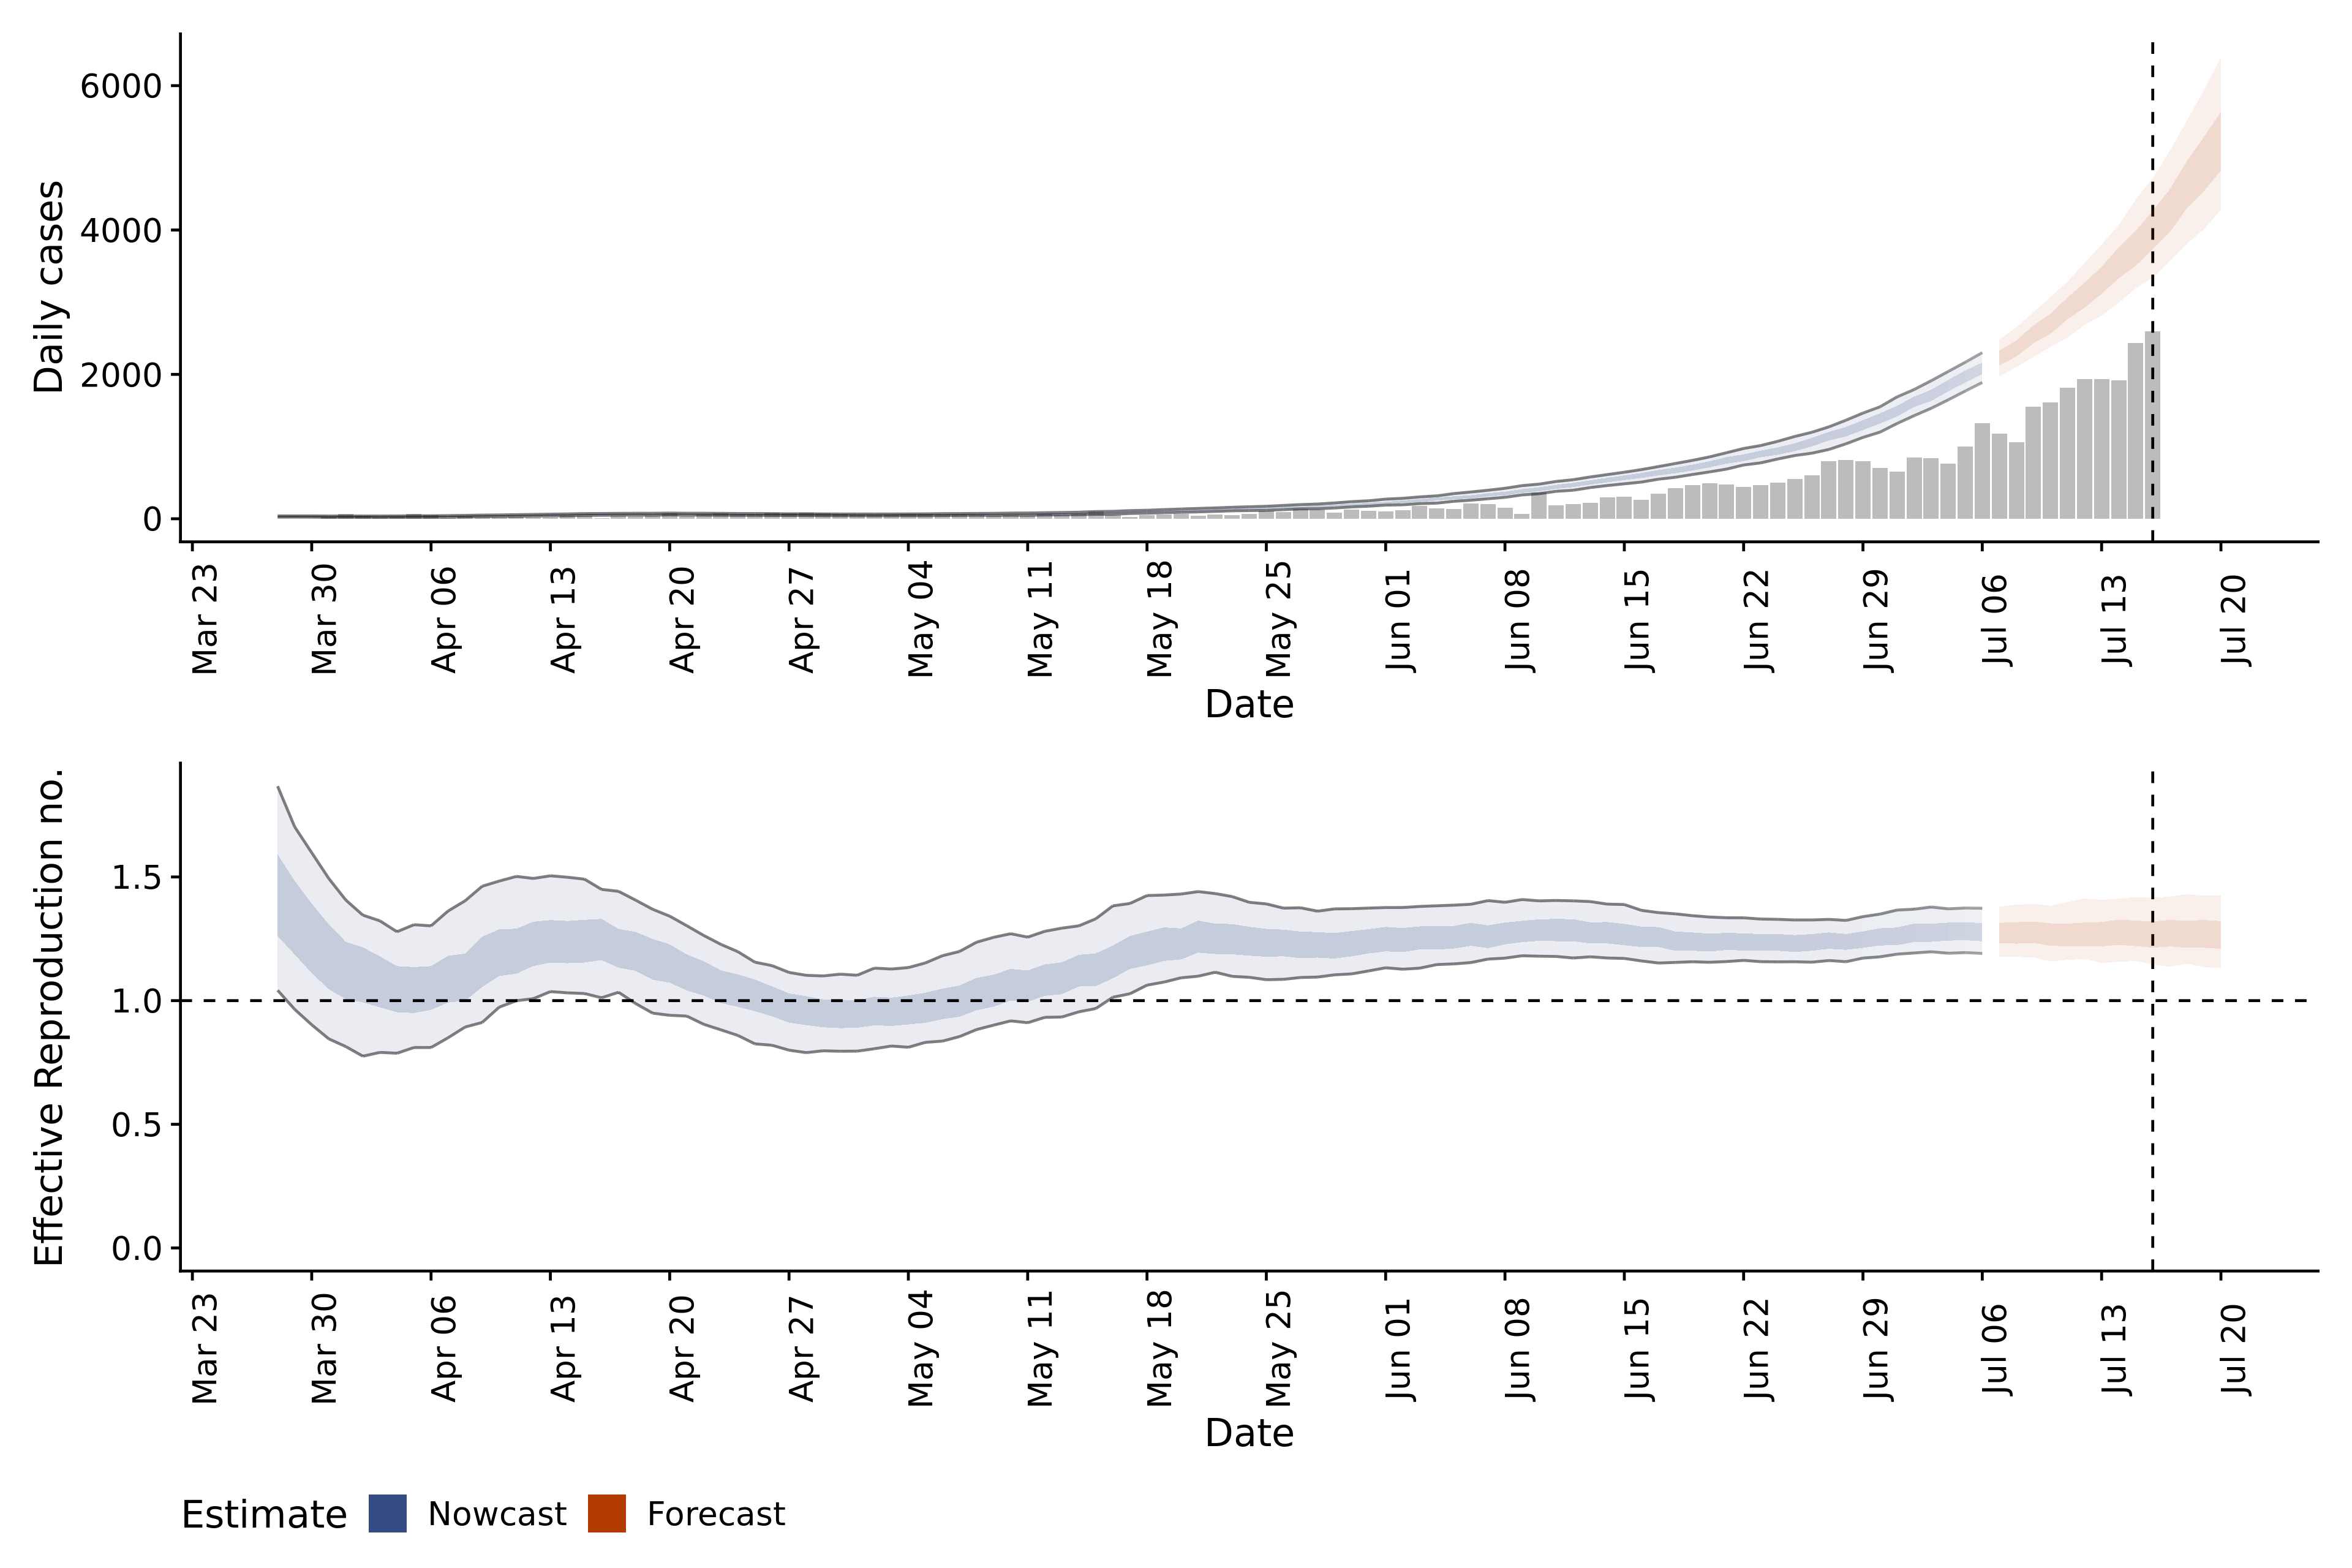 Daily cases
6000
4000
2000
0
Mar 23
Mar 30
Apr 06
Apr 13
Apr 20
Apr 27
May 04
May 11
May 18
May 25
Jun 01
Jun 08
Jun 15
Jun 22
Jun 29
Jul 06
Jul 13
Jul 20
Date
Effective Reproduction no.
1.5
1.0
0.5
0.0
Mar 23
Mar 30
Apr 06
Apr 13
Apr 20
Apr 27
May 04
May 11
May 18
May 25
Jun 01
Jun 08
Jun 15
Jun 22
Jun 29
Jul 06
Jul 13
Jul 20
Date
Estimate Nowcast Forecast